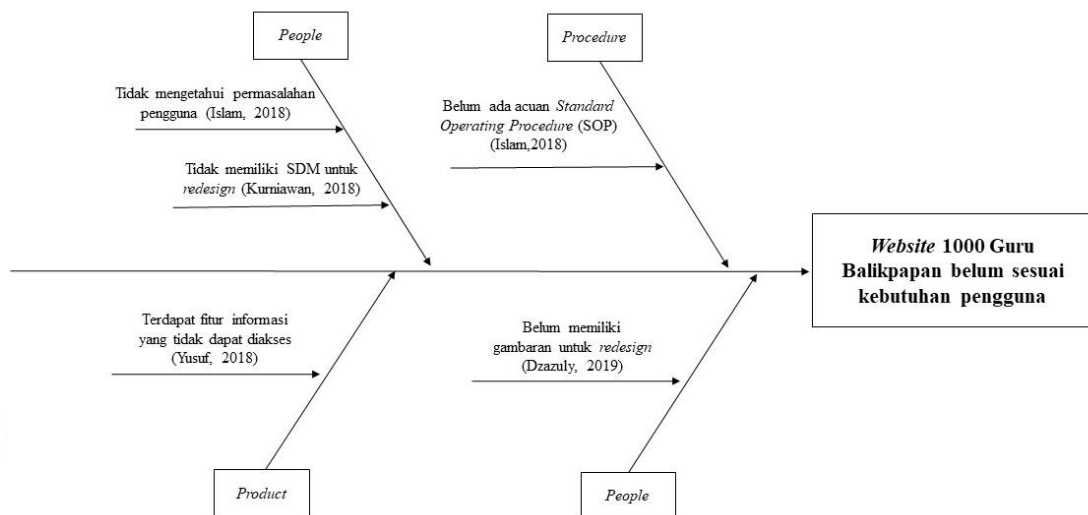 People
Procedure
Tidak mengetahui permasalahan
pengguna (Islam, 2018)
Belum ada acuan Standard
Operating Procedure (SOP)
(Islam,2018)
Tidak memiliki SDM untuk
redesign (Kurniawan, 2018)
Website 1000 Guru
Balikpapan belum sesuai
kebutuhan pengguna
Terdapat fitur informasi
yang tidak dapat diakses
(Yusuf, 2018)
Belum memiliki
gambaran untuk redesign
(Dzazuly, 2019)
Product
People